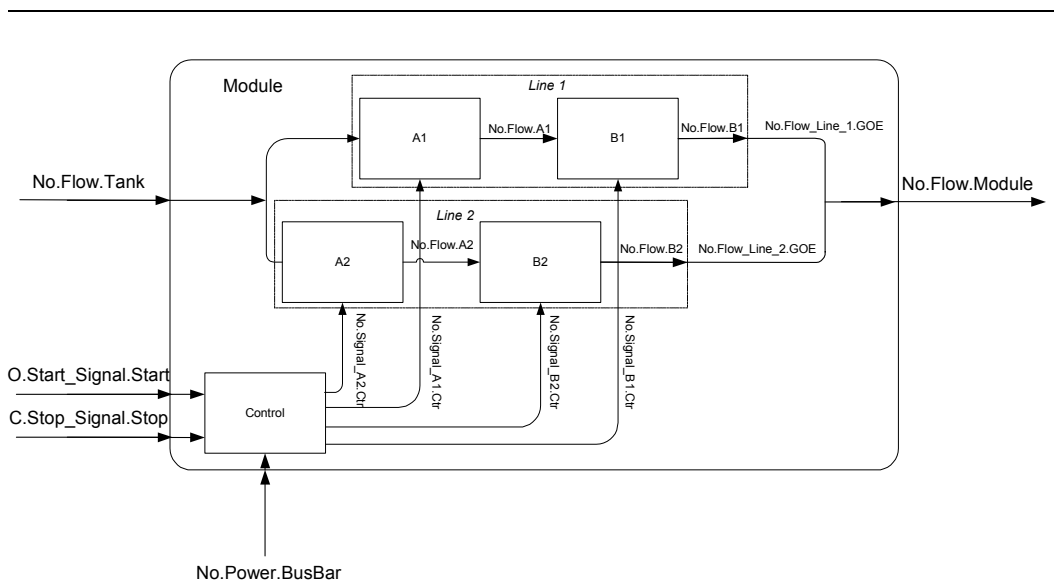 Module
Line 1
A1
No.Flow.A1
B1
No.Flow.B1
No.Flow_Line_1.GOE
No.Flow.Tank
No.Flow.Module
Line 2
A2
No.Flow.A2
B2
No.Flow.B2
No.Flow_Line_2.GOE
No.Signal_A2.Ctr
No.Signal_A1.Ctr
No.Signal_B2.Ctr
No.Signal_B1.Ctr
O.Start_Signal.Start
Control
C.Stop_Signal.Stop
No.Power.BusBar